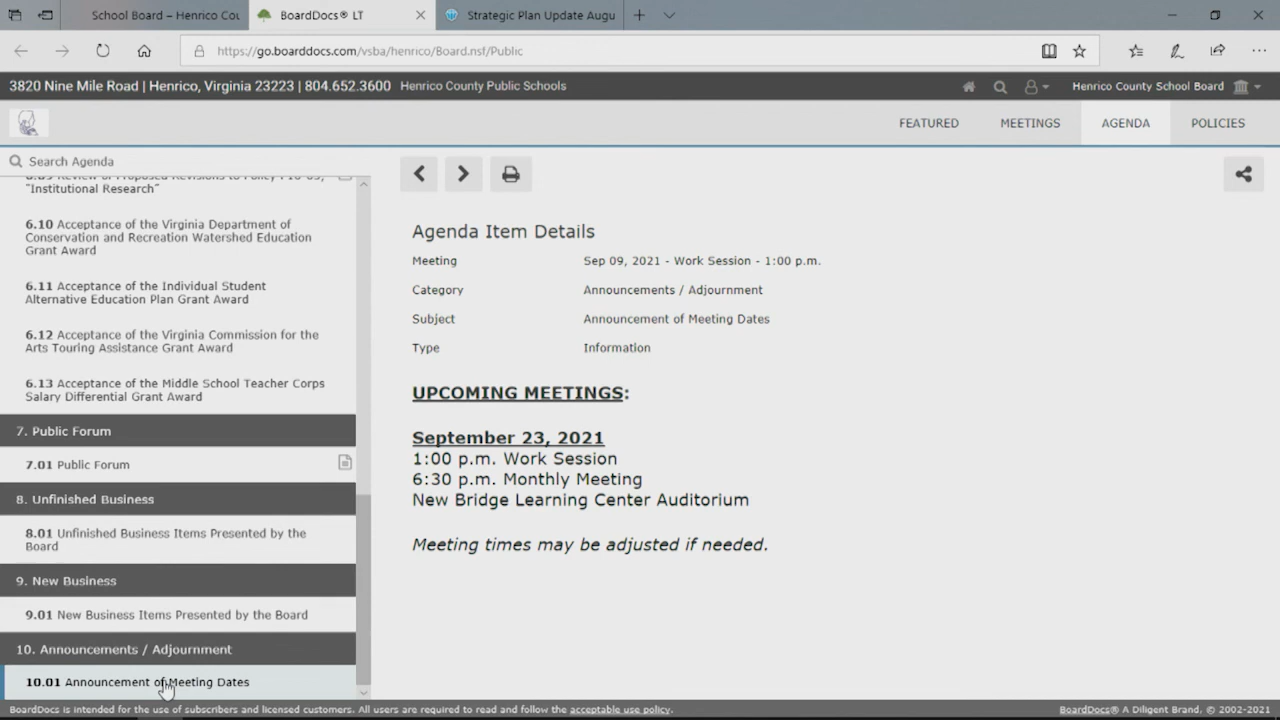 School Board – Henrico Cou
BoardDocs® LT
Strategic Plan Update Augu
https://go.boarddocs.com/vsba/henrico/Board.nsf/Public
3820 Nine Mile Road | Henrico, Virginia 23223 | 804.652.3600 Henrico County Public Schools
Henrico County School Board
FEATURED MEETINGS AGENDA POLICIES
Search Agenda
"Institutional Research"
6.10 Acceptance of the Virginia Department of
Conservation and Recreation Watershed Education
Grant Award
6.11 Acceptance of the Individual Student
Alternative Education Plan Grant Award
6.12 Acceptance of the Virginia Commission for the
Arts Touring Assistance Grant Award
6.13 Acceptance of the Middle School Teacher Corps
Salary Differential Grant Award
7. Public Forum
7.01 Public Forum
8. Unfinished Business
8.01 Unfinished Business Items Presented by the
Board
9. New Business
9.01 New Business Items Presented by the Board
10. Announcements / Adjournment
10.01 Announcement of Meeting Dates
Agenda Item Details
Meeting Sep 09, 2021 - Work Session - 1:00 p.m.
Category Announcements / Adjournment
Subject Announcement of Meeting Dates
Type Information
UPCOMING MEETINGS:
September 23, 2021
1:00 p.m. Work Session
6:30 p.m. Monthly Meeting
New Bridge Learning Center Auditorium
Meeting times may be adjusted if needed.
BoardDocs is intended for the use of subscribers and licensed customers. All users are required to read and follow the acceptable use policy.
BoardDocs® A Diligent Brand, © 2002-2021